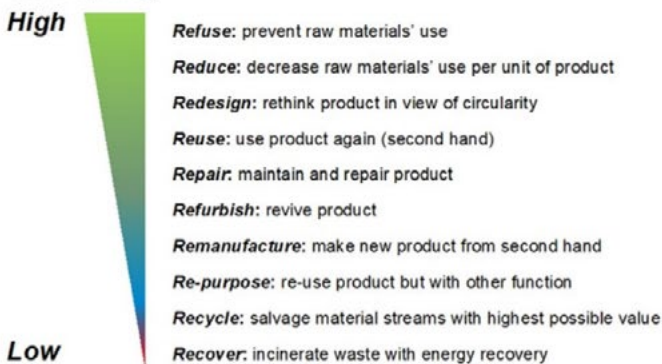 High
Refuse: prevent raw materials' use
Reduce: decrease raw materials' use per unit of product
Redesign: rethink product in view of circularity
Reuse: use product again (second hand)
Repair: maintain and repair product
Refurbish: revive product
Remanufacture: make new product from second hand
Re-purpose: re-use product but with other function
Recycle: salvage material streams with highest possible value
Low
Recover: incinerate waste with energy recovery